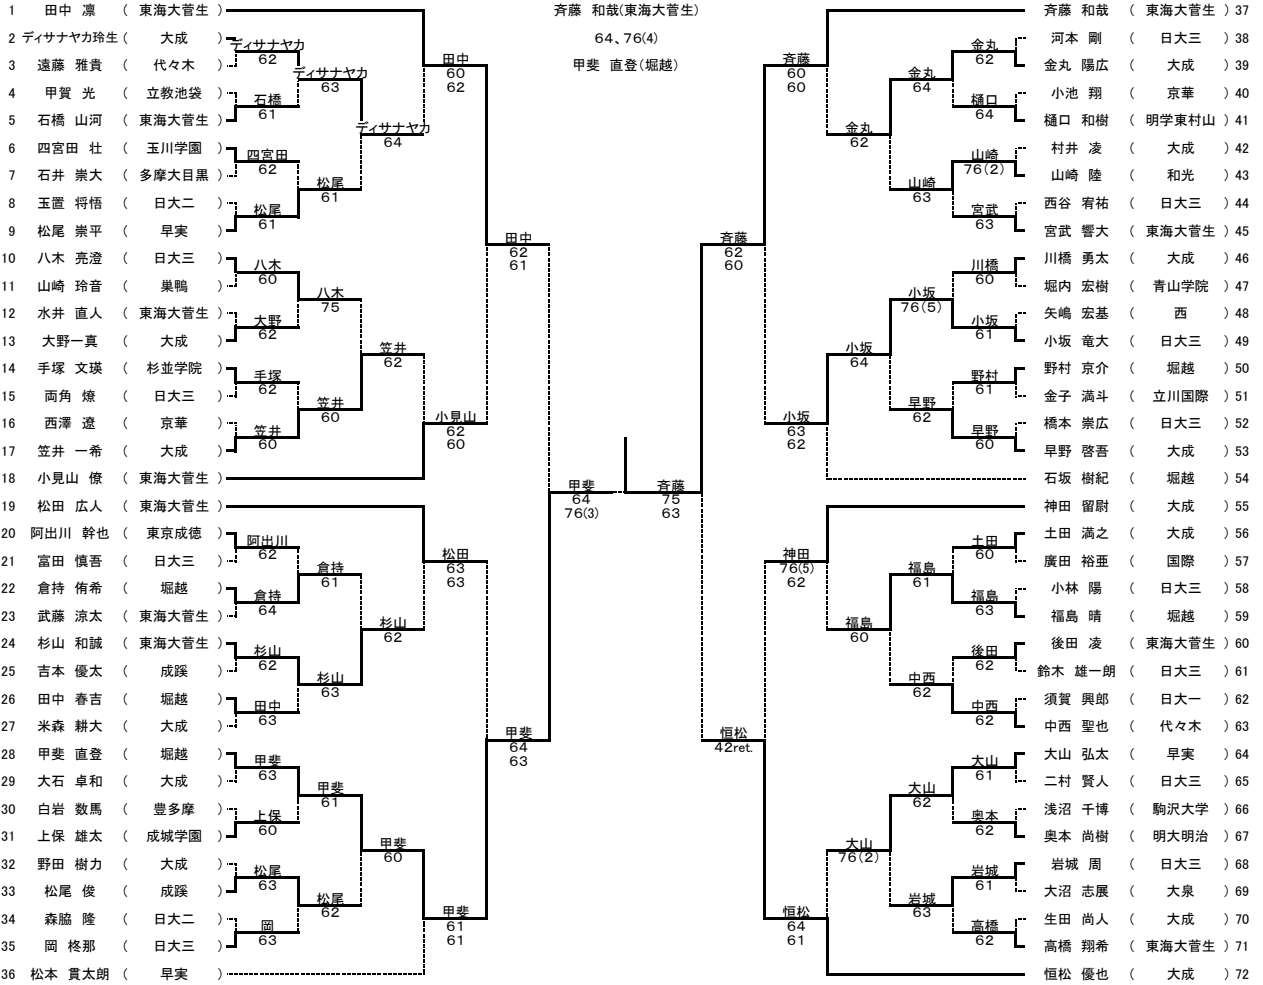 斉藤 和哉(東海大菅生)
64、76(4)
甲斐 直登(堀越)
1 田中 凛 ( 東海大菅生 )
2 ディサナヤカ玲生 ( 大成 )
3 遠藤 雅貴 ( 代々木 )
4 甲賀 光 ( 立教池袋 )
5 石橋 山河 ( 東海大菅生 )
6 四宮田 壮 ( 玉川学園 )
7 石井 崇大 ( 多摩大目黒 )
8 玉置 将悟 ( 日大二 )
9 松尾 崇平 ( 早実 )
10 八木 亮澄 ( 日大三 )
11 山崎 玲音 ( 巣鴨 )
12 水井 直人 ( 東海大菅生 )
13 大野一真 ( 大成 )
14 手塚 文瑛 ( 杉並学院 )
15 両角 燎 ( 日大三 )
16 西澤 遼 ( 京華 )
17 笠井 一希 ( 大成 )
18 小見山 僚 ( 東海大菅生 )
19 松田 広人 ( 東海大菅生 )
20 阿出川 幹也 ( 東京成徳 )
21 富田 慎吾 ( 日大三 )
22 倉持 侑希 ( 堀越 )
23 武藤 涼太 ( 東海大菅生 )
24 杉山 和誠 ( 東海大菅生 )
25 吉本 優太 ( 成蹊 )
26 田中 春吉 ( 堀越 )
27 米森 耕大 ( 大成 )
28 甲斐 直登 ( 堀越 )
29 大石 卓和 ( 大成 )
30 白岩 数馬 ( 豊多摩 )
31 上保 雄太 ( 成城学園 )
32 野田 樹力 ( 大成 )
33 松尾 俊 ( 成蹊 )
34 森脇 隆 ( 日大二 )
35 岡 柊那 ( 日大三 )
36 松本 貫太朗 ( 早実 )
ディサナヤカ
62
石橋
61
四宮田
62
松尾
61
八木
60
大野
62
手塚
62
笠井
60
阿出川
62
倉持
64
杉山
62
田中
63
甲斐
63
上保
60
松尾
63
岡
63
ディサナヤカ
63
松尾
61
八木
75
笠井
60
倉持
61
杉山
63
甲斐
61
松尾
62
ディサナヤカ
64
笠井
62
杉山
62
甲斐
60
田中
60
62
小見山
62
60
松田
63
63
甲斐
61
61
田中
62
61
甲斐
64
63
甲斐
64
76(3)
斉藤
75
63
斉藤
62
60
恒松
42ret.
斉藤
60
60
小坂
63
62
神田
76(5)
62
恒松
64
61
金丸
62
小坂
64
福島
60
大山
76(2)
金丸
64
山崎
63
小坂
76(5)
早野
62
福島
61
中西
62
大山
62
岩城
63
金丸
62
樋口
64
山崎
76(2)
宮武
63
川橋
60
小坂
61
野村
61
早野
60
土田
60
福島
63
後田
62
中西
62
大山
61
奥本
62
岩城
61
高橋
62
斉藤 和哉 ( 東海大菅生 ) 37
河本 剛 ( 日大三 ) 38
金丸 陽広 ( 大成 ) 39
小池 翔 ( 京華 ) 40
樋口 和樹 ( 明学東村山 ) 41
村井 凌 ( 大成 ) 42
山崎 陸 ( 和光 ) 43
西谷 宥祐 ( 日大三 ) 44
宮武 響大 ( 東海大菅生 ) 45
川橋 勇太 ( 大成 ) 46
堀内 宏樹 ( 青山学院 ) 47
矢嶋 宏基 ( 西 ) 48
小坂 竜大 ( 日大三 ) 49
野村 京介 ( 堀越 ) 50
金子 満斗 ( 立川国際 ) 51
橋本 崇広 ( 日大三 ) 52
早野 啓吾 ( 大成 ) 53
石坂 樹紀 ( 堀越 ) 54
神田 留尉 ( 大成 ) 55
土田 満之 ( 大成 ) 56
廣田 裕亜 ( 国際 ) 57
小林 陽 ( 日大三 ) 58
福島 晴 ( 堀越 ) 59
後田 凌 ( 東海大菅生 ) 60
鈴木 雄一朗 ( 日大三 ) 61
須賀 興郎 ( 日大一 ) 62
中西 聖也 ( 代々木 ) 63
大山 弘太 ( 早実 ) 64
二村 賢人 ( 日大三 ) 65
浅沼 千博 ( 駒沢大学 ) 66
奥本 尚樹 ( 明大明治 ) 67
岩城 周 ( 日大三 ) 68
大沼 志展 ( 大泉 ) 69
生田 尚人 ( 大成 ) 70
高橋 翔希 ( 東海大菅生 ) 71
恒松 優也 ( 大成 ) 72